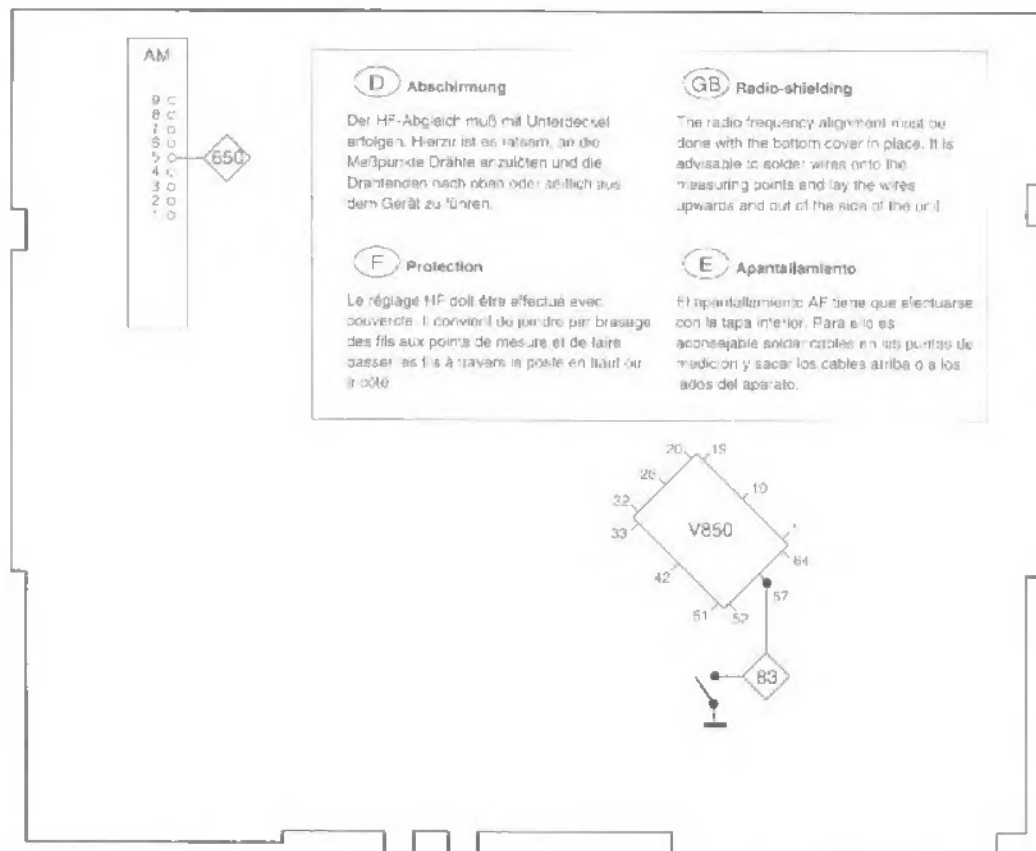 AM
9
8
7
6
5
4
3
2
1
650
D Abschirmung
Der HF-Abgleich muß mit Unterdeckel
erfolgen. Hierzu ist es ratsam, an die
Meßpunkte Drähte anzulöten und die
Drahtenden nach oben oder seitlich aus
dem Gerät zu führen.
GB Radio-shielding
The radio frequency alignment must be
done with the bottom cover in place. It is
advisable to solder wires onto the
measuring points and lay the wires
upwards and out of the side of the unit
F Protection
Le réglage HF doit être effectué avec
couvercle. Il convient de joindre par brasage
des fils aux points de mesure et de faire
passer les fils à travers le poste en haut ou
à côté.
E Apantallamiento
El apantallamiento AF tiene que efectuarse
con la tapa inferior. Para ello es
aconsejable soldar cables en los puntos de
medición y sacar los cables arriba o a los
lados del aparato.
20 19
26
10
32
33
V850
1
64
42
57
51 52
83